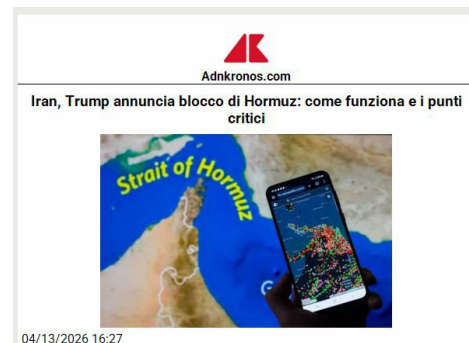 Adnkronos.com
Iran, Trump annuncia blocco di Hormuz: come funziona e i punti
critici
Strait of Hormuz
G
04/13/2026 16:27